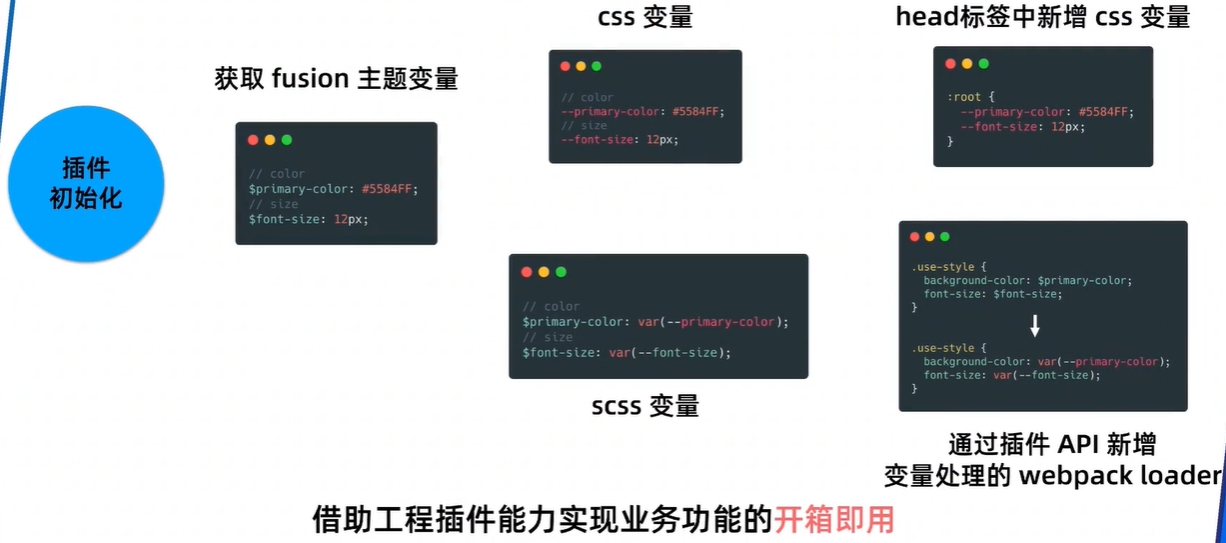 插件
初始化
获取 fusion 主题变量
// color
$primary-color: #5584FF;
// size
$font-size: 12px;
css 变量
// color
--primary-color: #5584FF;
// size
--font-size: 12px;
// color
$primary-color: var(--primary-color);
// size
$font-size: var(--font-size);
scss 变量
head标签中新增 css 变量
:root {
--primary-color: #5584FF;
--font-size: 12px;
}
.use-style {
background-color: $primary-color;
font-size: $font-size;
}
.use-style {
background-color: var(--primary-color);
font-size: var(--font-size);
}
通过插件 API 新增
变量处理的 webpack loader
借助工程插件能力实现业务功能的开箱即用